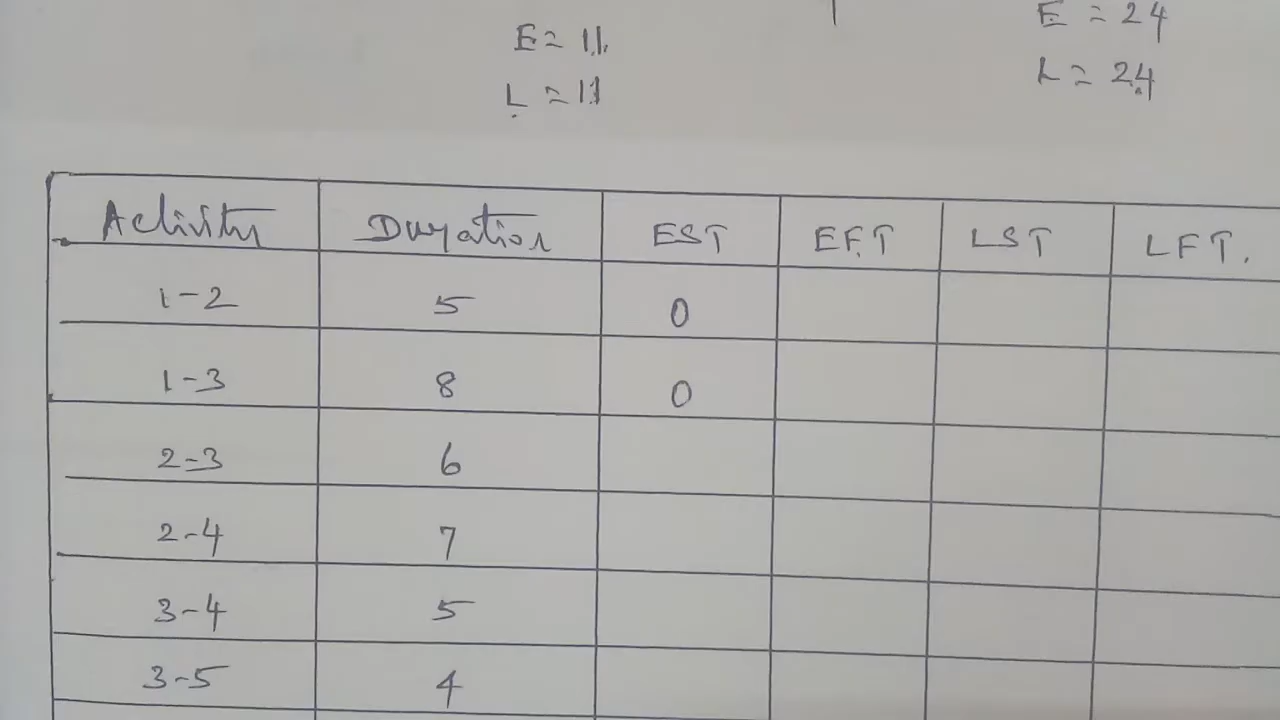 E = 24
E = 11
L = 24
L = 11
Activity Duration EST EFT LST LFT.
1-2 5 0
1-3 8 0
2-3 6
2-4 7
3-4 5
3-5 4